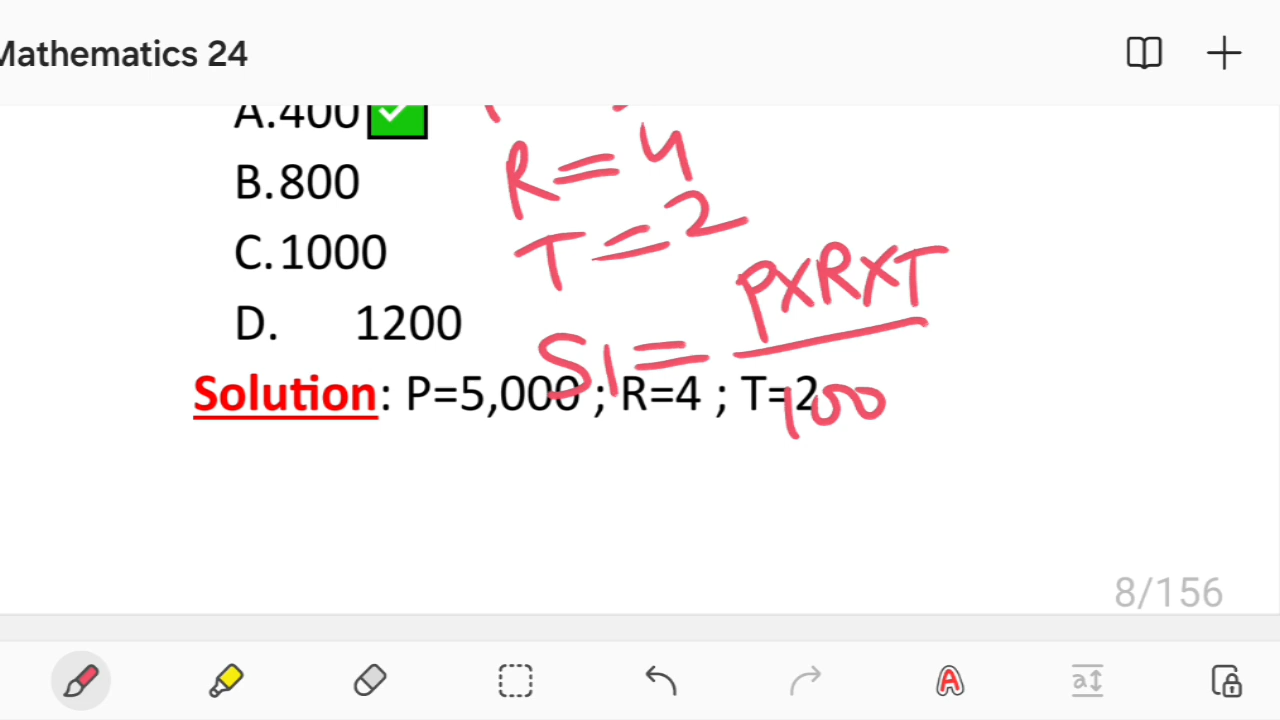 Mathematics 24
A.400
R=4
B.800
T=2
C.1000
PXRXT
D. 1200
SI=
100
Solution: P=5,000 ; R=4 ; T=2
8/156
A
a